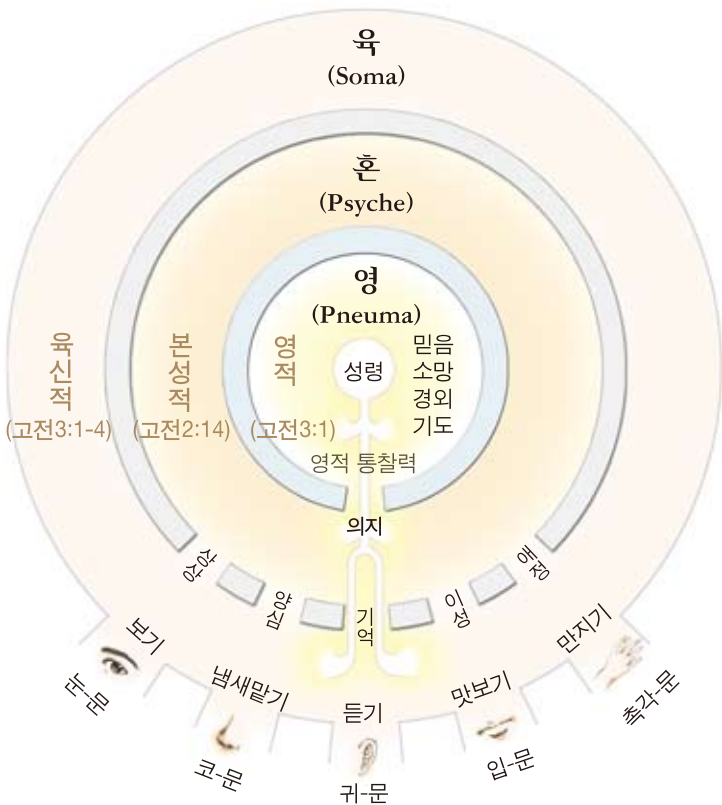 육
(Soma)
혼
(Psyche)
영
(Pneuma)
육신적
(고전3:1-4)
본성적
(고전2:14)
영적
(고전3:1)
성령
믿음
소망
경외
기도
영적 통찰력
의지
상상
양심
기억
이성
애정
보기
냄새맡기
듣기
맛보기
만지기
눈-문
코-문
귀-문
입-문
촉각-문